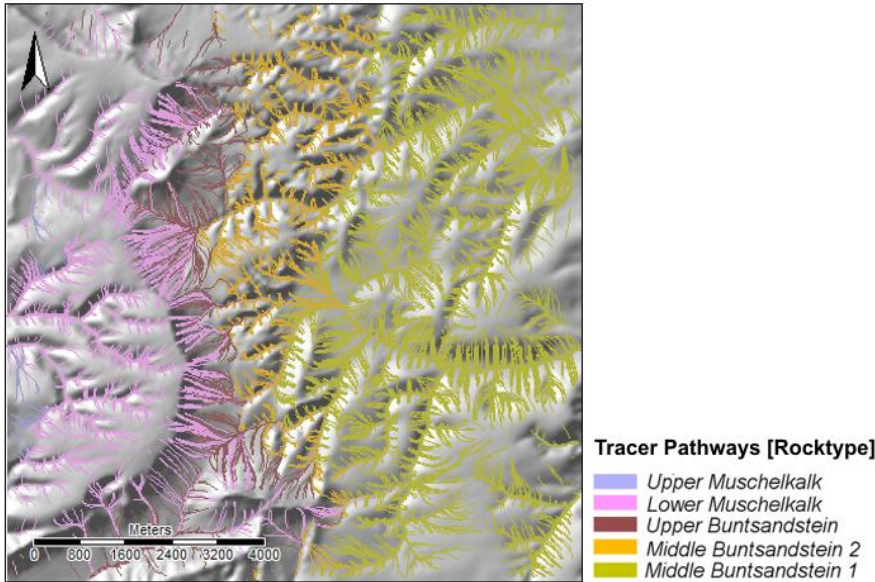 Meters
0 800 1600 2400 3200 4000
Tracer Pathways [Rocktype]
Upper Muschelkalk
Lower Muschelkalk
Upper Buntsandstein
Middle Buntsandstein 2
Middle Buntsandstein 1